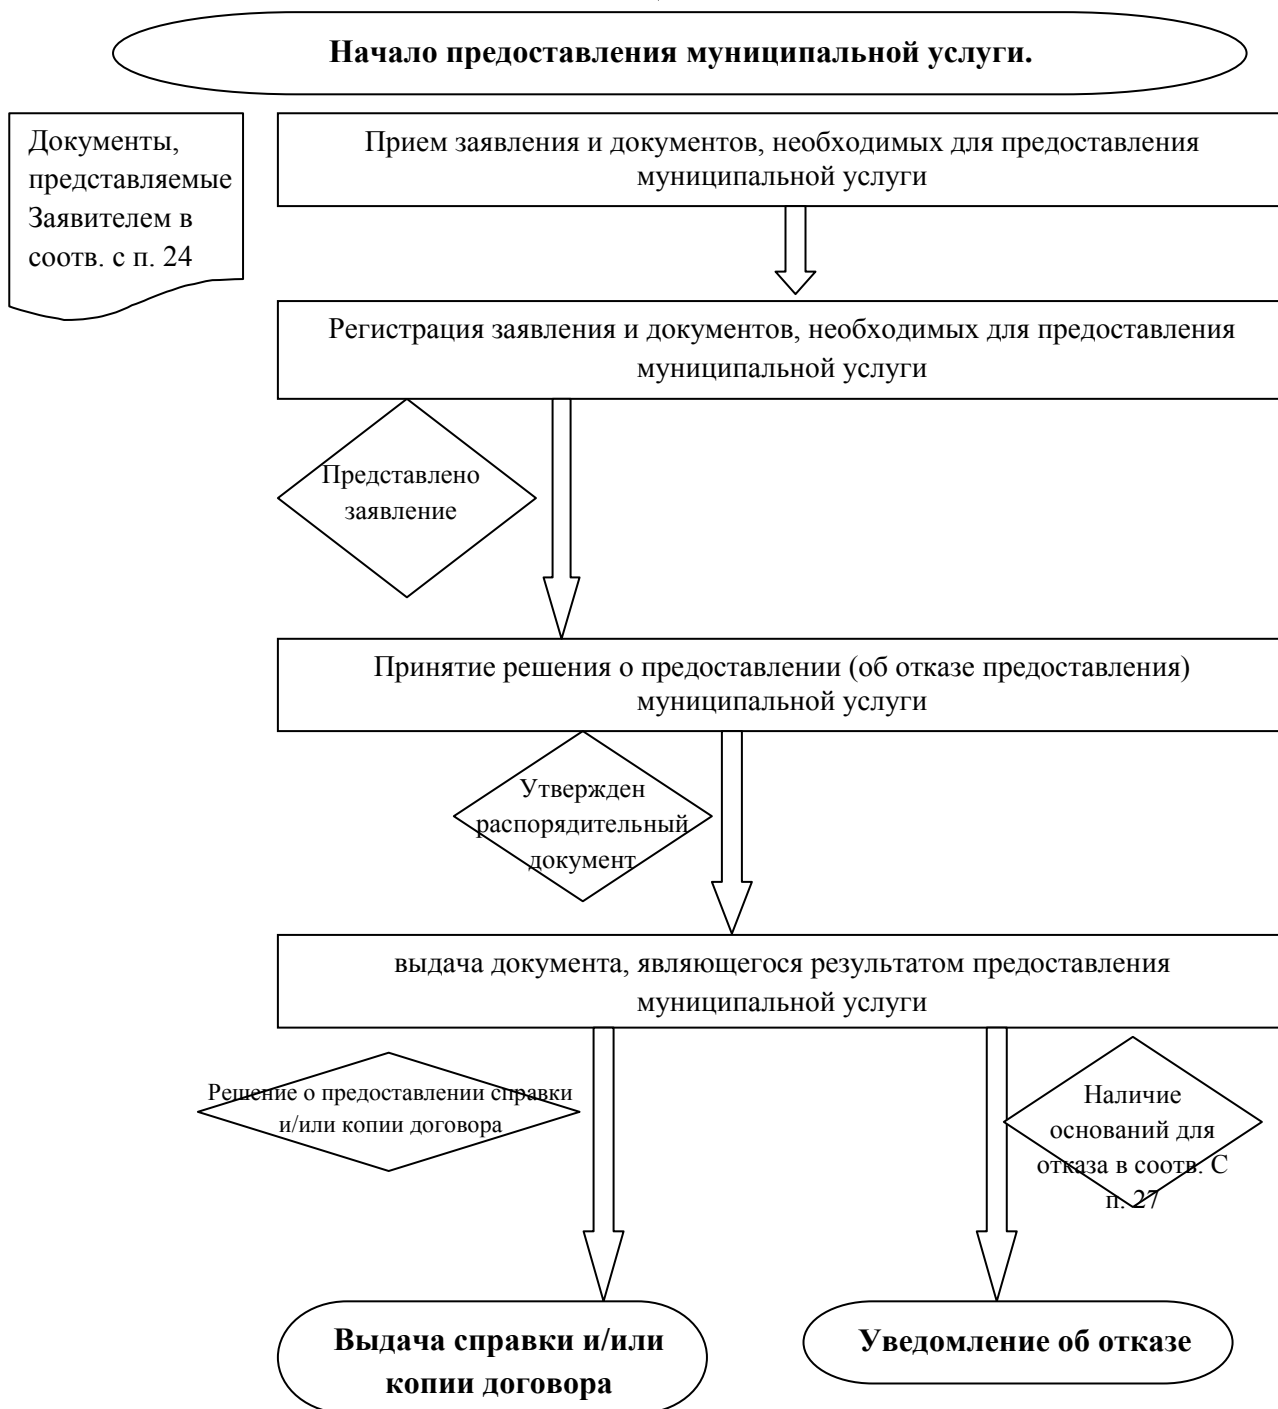 Начало предоставления муниципальной услуги.
Документы,
представляемые
Заявителем в
соотв. с п. 24
Прием заявления и документов, необходимых для предоставления
муниципальной услуги
Регистрация заявления и документов, необходимых для предоставления
муниципальной услуги
Представлено
заявление
Принятие решения о предоставлении (об отказе предоставления)
муниципальной услуги
Утвержден
распорядительный
документ
выдача документа, являющегося результатом предоставления
муниципальной услуги
Решение о предоставлении справки
и/или копии договора
Наличие
оснований для
отказа в соотв. С
п. 27
Выдача справки и/или
копии договора
Уведомление об отказе